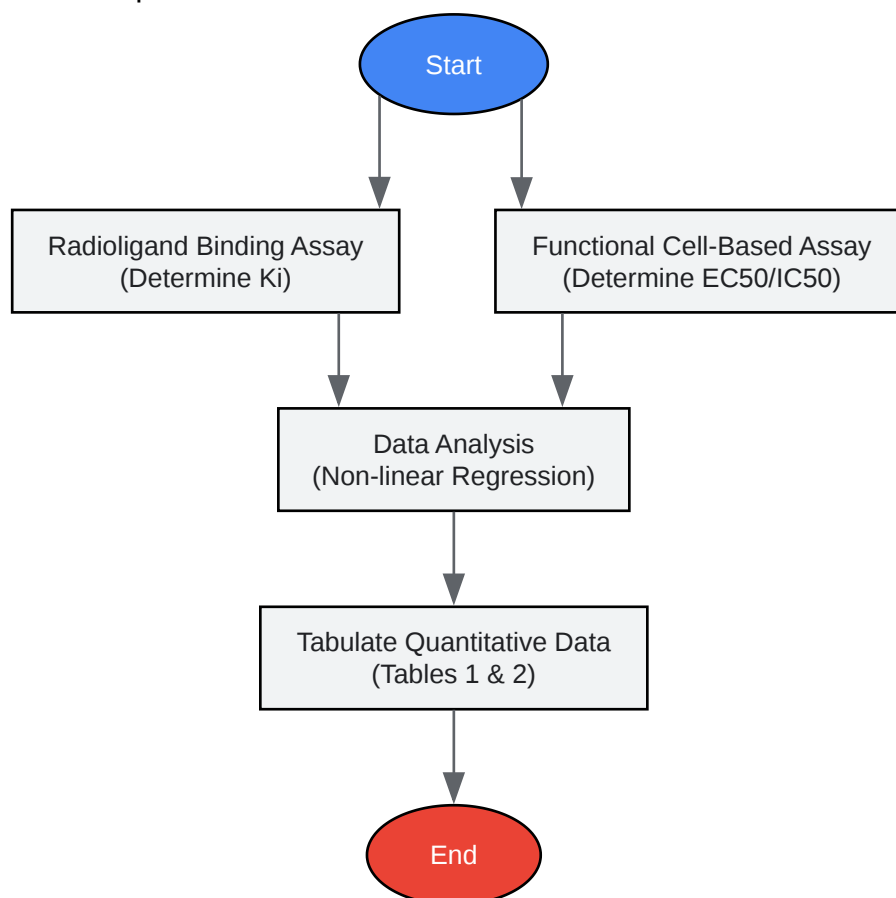 Start
Radioligand Binding Assay
(Determine Ki)
Functional Cell-Based Assay
(Determine EC50/IC50)
Data Analysis
(Non-linear Regression)
Tabulate Quantitative Data
(Tables 1 & 2)
End